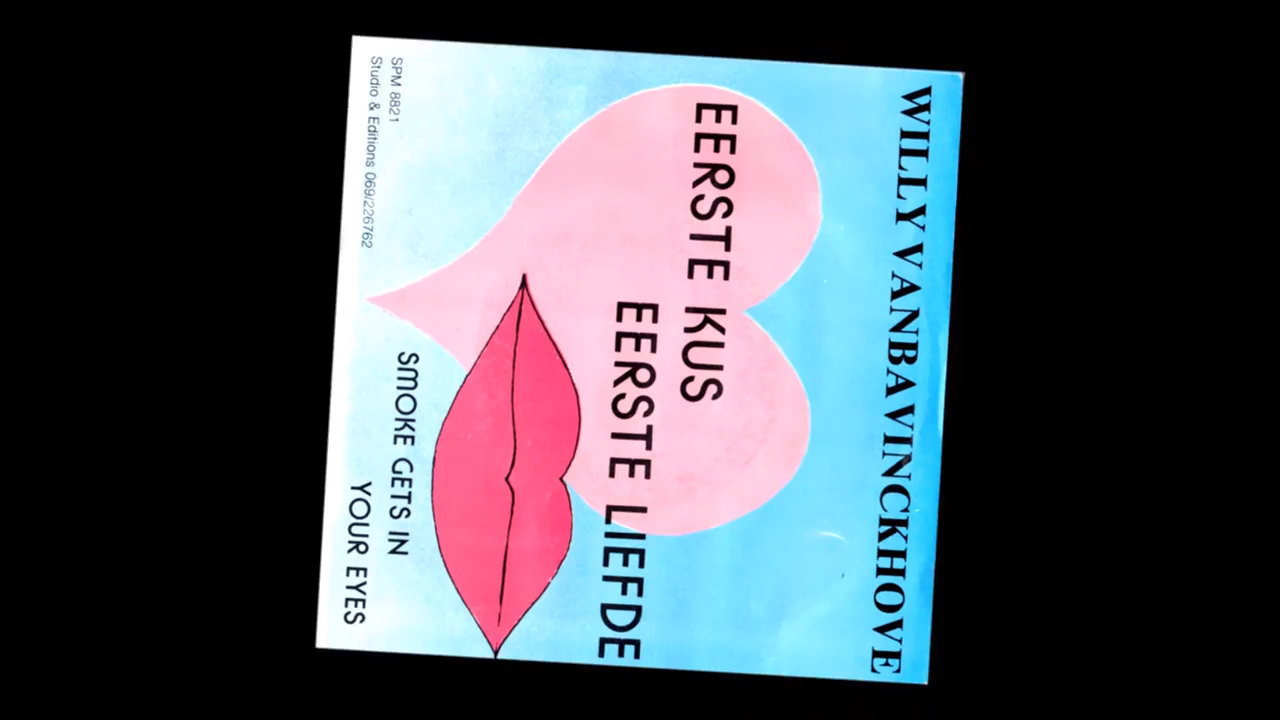 WILLY VANBAVINCKHOVE
EERSTE KUS
EERSTE LIEFDE
SMOKE GETS IN
YOUR EYES
SPM 8821
Studio & Editions 069/226762